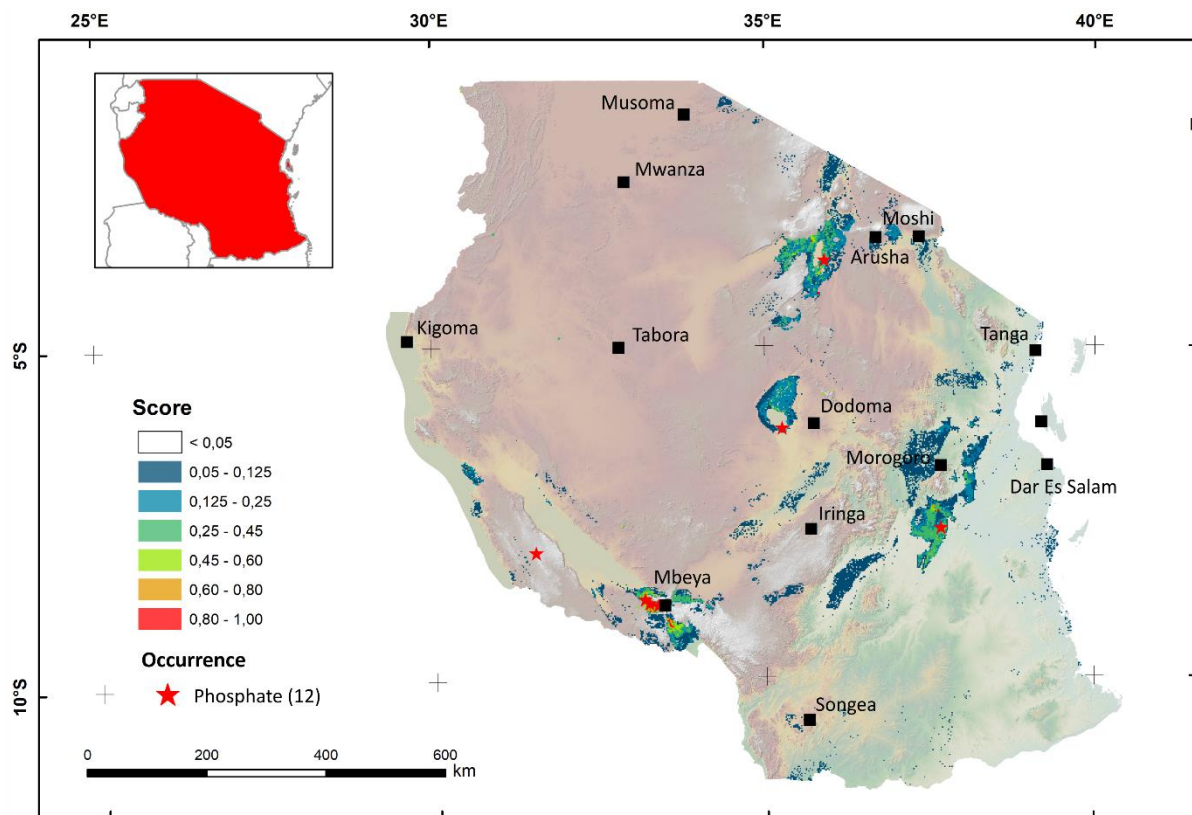 25°E
30°E
35°E
40°E
Musoma
Mwanza
Moshi
Arusha
Kigoma
Tabora
Tanga
5°S
Score
< 0,05
0,05 - 0,125
0,125 - 0,25
0,25 - 0,45
0,45 - 0,60
0,60 - 0,80
0,80 - 1,00
Dodoma
Morogoro
Dar Es Salam
Iringa
Mbeya
Occurrence
Phosphate (12)
10°S
Songea
0 200 400 600
km